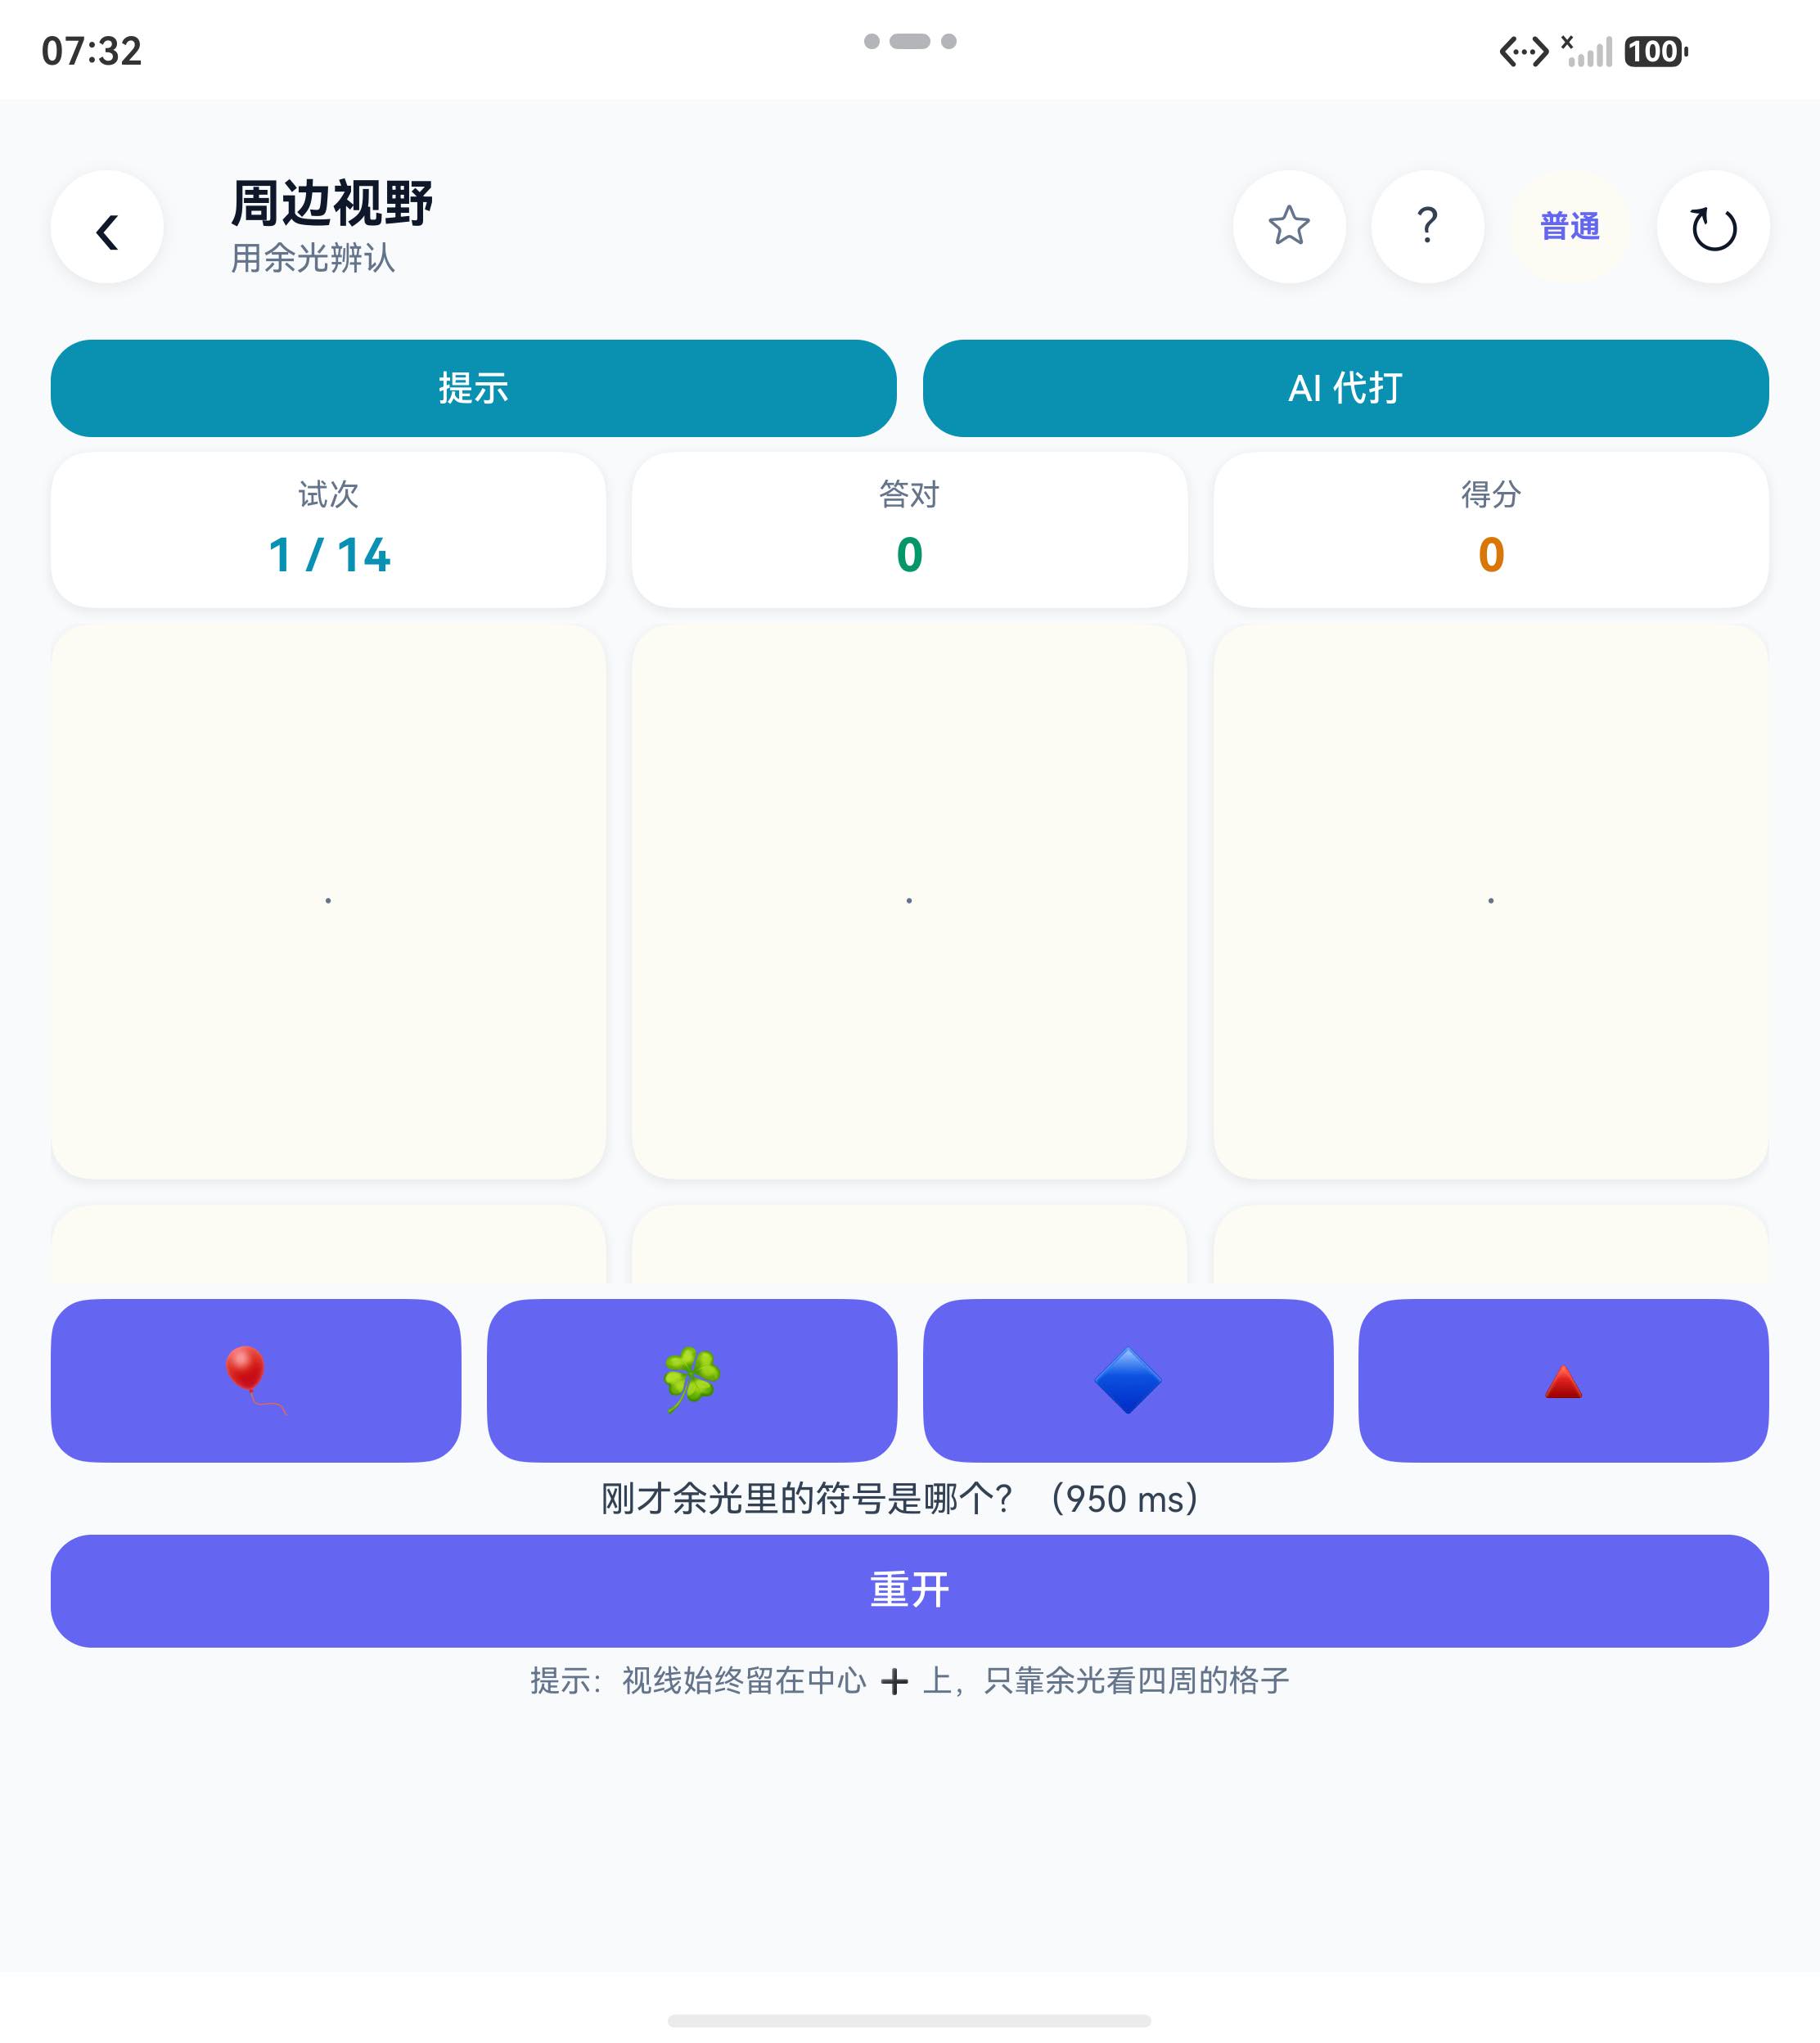 07:32
100
周边视野
用余光辨认
?
普通
提示
AI 代打
试次
答对
得分
1 / 14
0
0
刚才余光里的符号是哪个？（950 ms）
重开
提示：视线始终留在中心 ➕ 上，只靠余光看四周的格子